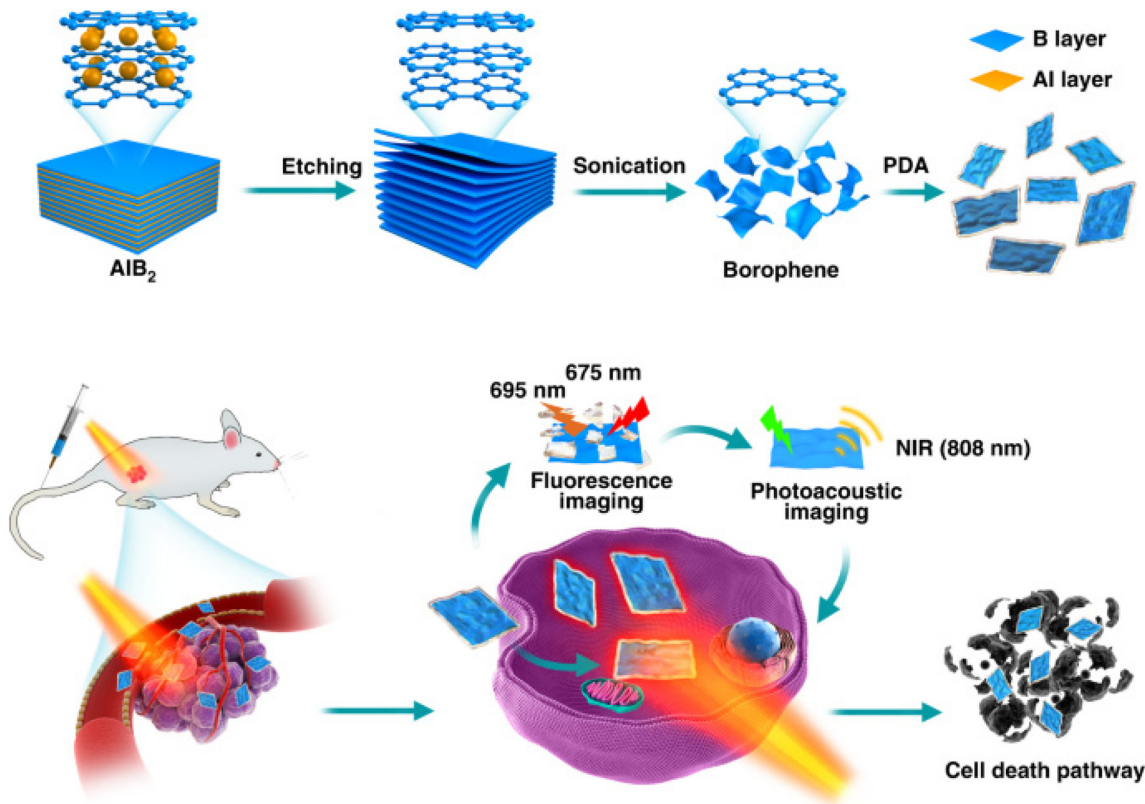 B layer
Al layer
Etching
Sonication
PDA
AlB₂
Borophene
675 nm
695 nm
NIR (808 nm)
Fluorescence
imaging
Photoacoustic
imaging
Cell death pathway